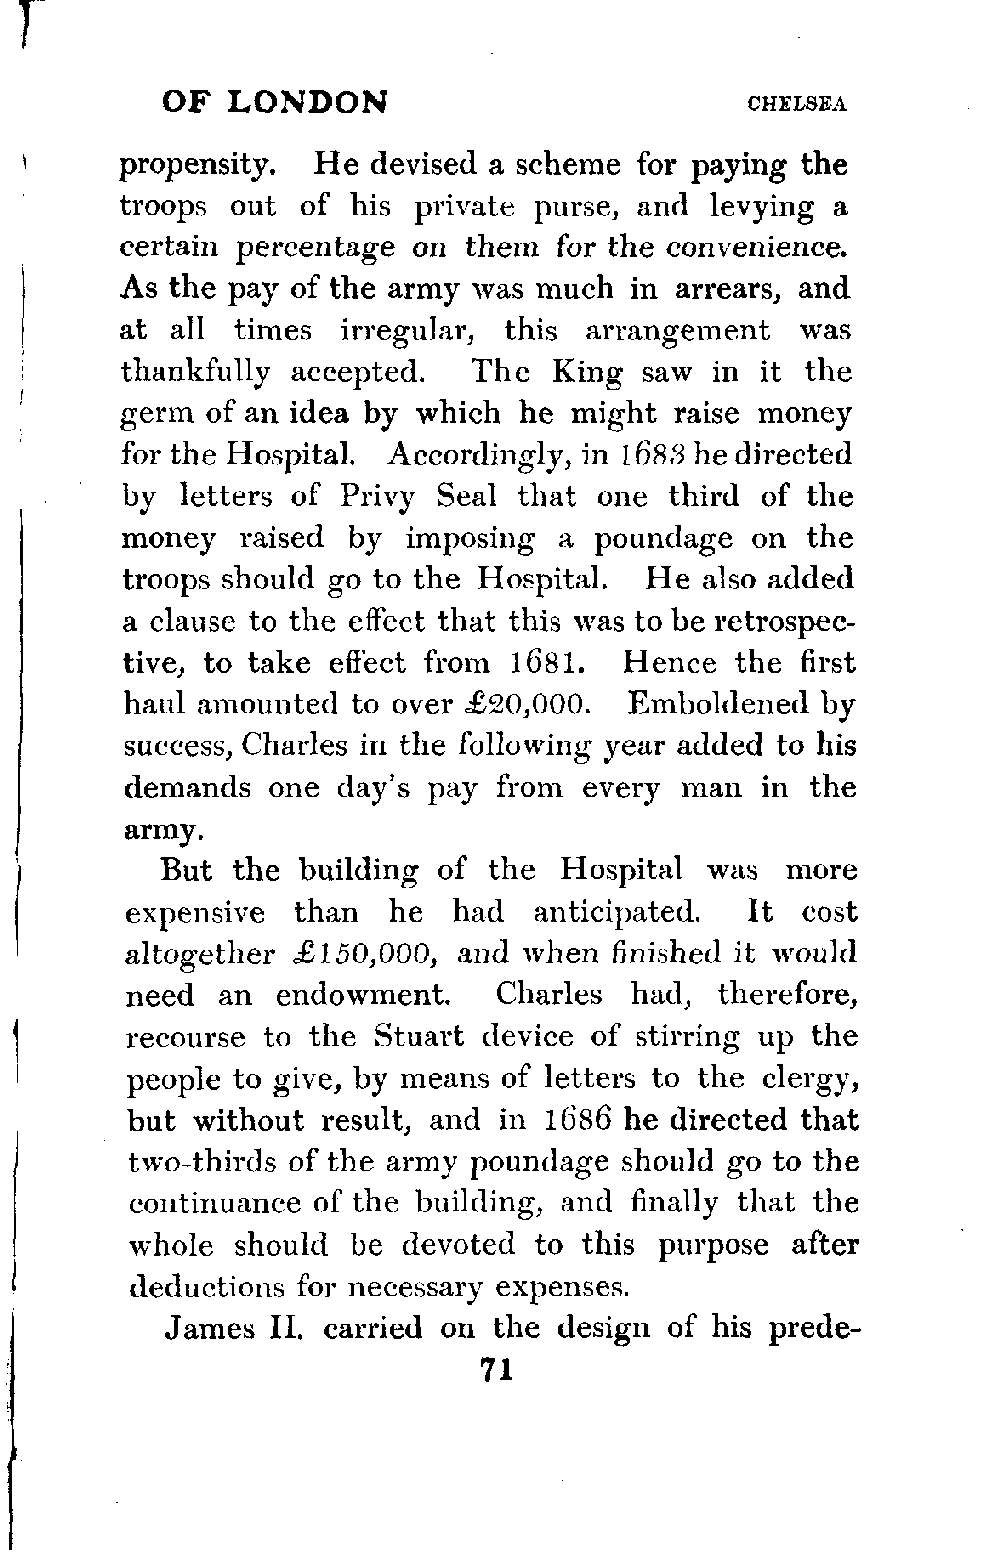 OF LONDON CHELSEA
propensity. He devised a scheme for paying the
troops out of his private purse, and levying a
certain percentage on them for the convenience.
As the pay of the army was much in arrears, and
at all times irregular, this arrangement was
thankfully accepted. The King saw in it the
germ of an idea by which he might raise money
for the Hospital. Accordingly, in 1683 he directed
by letters of Privy Seal that one third of the
money raised by imposing a poundage on the
troops should go to the Hospital. He also added
a clause to the effect that this was to be retrospec-
tive, to take effect from 1681. Hence the first
haul amounted to over £20,000. Emboldened by
success, Charles in the following year added to his
demands one day's pay from every man in the
army.
But the building of the Hospital was more
expensive than he had anticipated. It cost
altogether £150,000, and when finished it would
need an endowment. Charles had, therefore,
recourse to the Stuart device of stirring up the
people to give, by means of letters to the clergy,
but without result, and in 1686 he directed that
two-thirds of the army poundage should go to the
continuance of the building, and finally that the
whole should be devoted to this purpose after
deductions for necessary expenses.
James II. carried on the design of his prede-
71